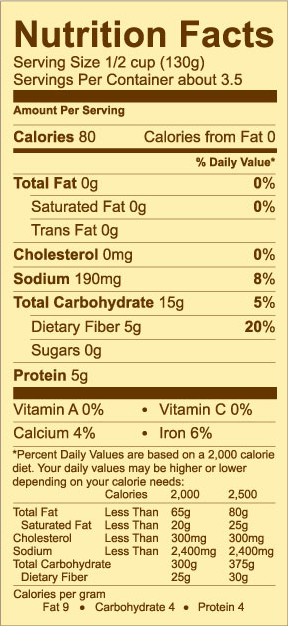 Nutrition Facts
Serving Size 1/2 cup (130g)
Servings Per Container about 3.5
Amount Per Serving
Calories 80 Calories from Fat 0
% Daily Value*
Total Fat 0g 0%
Saturated Fat 0g 0%
Trans Fat 0g
Cholesterol 0mg 0%
Sodium 190mg 8%
Total Carbohydrate 15g 5%
Dietary Fiber 5g 20%
Sugars 0g
Protein 5g
Vitamin A 0% • Vitamin C 0%
Calcium 4% • Iron 6%
*Percent Daily Values are based on a 2,000 calorie
diet. Your daily values may be higher or lower
depending on your calorie needs:
Calories 2,000 2,500
Total Fat Less Than 65g 80g
Saturated Fat Less Than 20g 25g
Cholesterol Less Than 300mg 300mg
Sodium Less Than 2,400mg 2,400mg
Total Carbohydrate 300g 375g
Dietary Fiber 25g 30g
Calories per gram
Fat 9 • Carbohydrate 4 • Protein 4